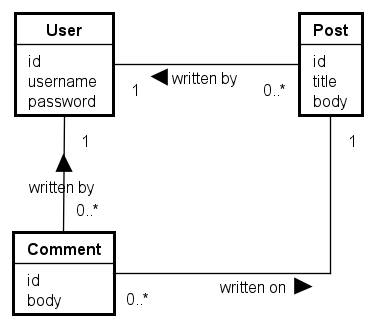 User
id
username
password
Post
id
title
body
written by
1
0..*
1
written by
0..*
1
Comment
id
body
0..*
written on